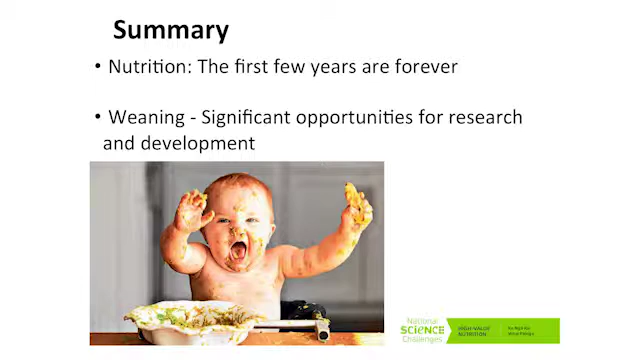 Summary
• Nutrition: The first few years are forever
• Weaning - Significant opportunities for research
and development
National
SCiENCE
Challenges
HIGH-VALUE
NUTRITION